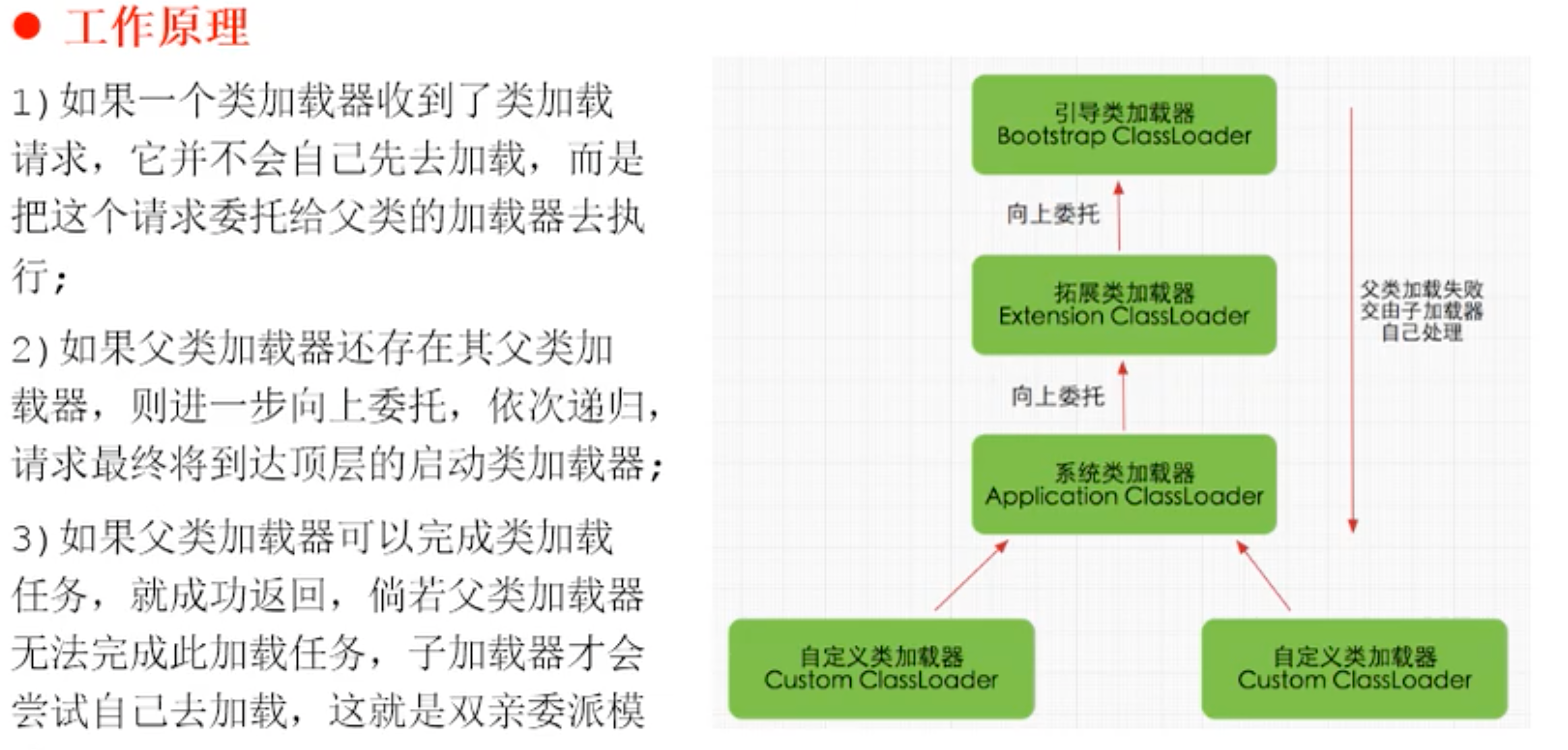 ● 工作原理
1)如果一个类加载器收到了类加载
请求，它并不会自己先去加载，而是
把这个请求委托给父类的加载器去执
行；
2)如果父类加载器还存在其父类加
载器，则进一步向上委托，依次递归，
请求最终将到达顶层的启动类加载器；
3)如果父类加载器可以完成类加载
任务，就成功返回，倘若父类加载器
无法完成此加载任务，子加载器才会
尝试自己去加载，这就是双亲委派模
引导类加载器
Bootstrap ClassLoader
向上委托
拓展类加载器
Extension ClassLoader
父类加载失败
交由子加载器
自己处理
向上委托
系统类加载器
Application ClassLoader
自定义类加载器
Custom ClassLoader
自定义类加载器
Custom ClassLoader